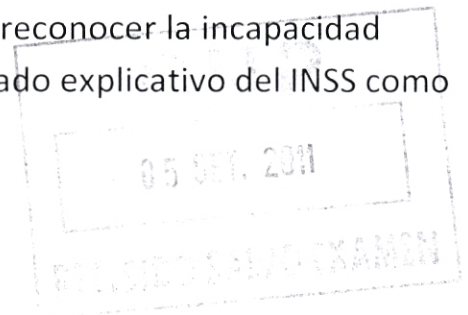 reconocer la incapacidad
ado explicativo del INSS como
05 SET. 2011